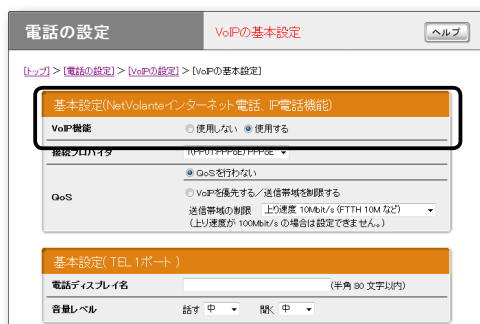 電話の設定 VoIPの基本設定 ヘルプ
[トップ] > [電話の設定] > [VoIPの設定] > [VoIPの基本設定]
基本設定(NetVolanteインターネット電話、IP電話機能)
VoIP機能 使用しない 使用する
接続プロバイダ 1(PP01:PPPoE) PPPoE
QoSを行わない
QoS VoIPを優先する/送信帯域を制限する
送信帯域の制限 上り速度 10Mbit/s (FTTH 10M など)
(上り速度が 100Mbit/s の場合は設定できません。)
基本設定( TEL 1ポート )
電話ディスプレイ名 (半角 80 文字以内)
音量レベル 話す 中 聞く 中